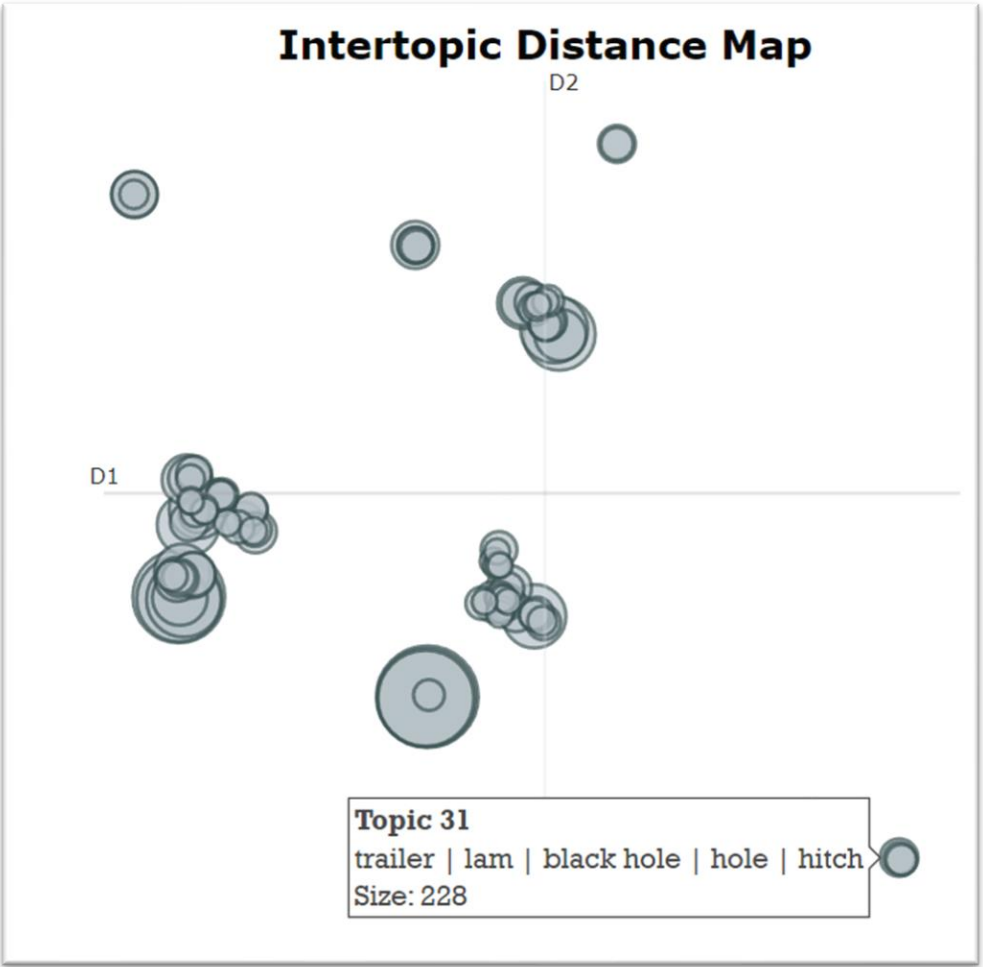 Intertopic Distance Map
D2
D1
Topic 31
trailer | lam | black hole | hole | hitch
Size: 228